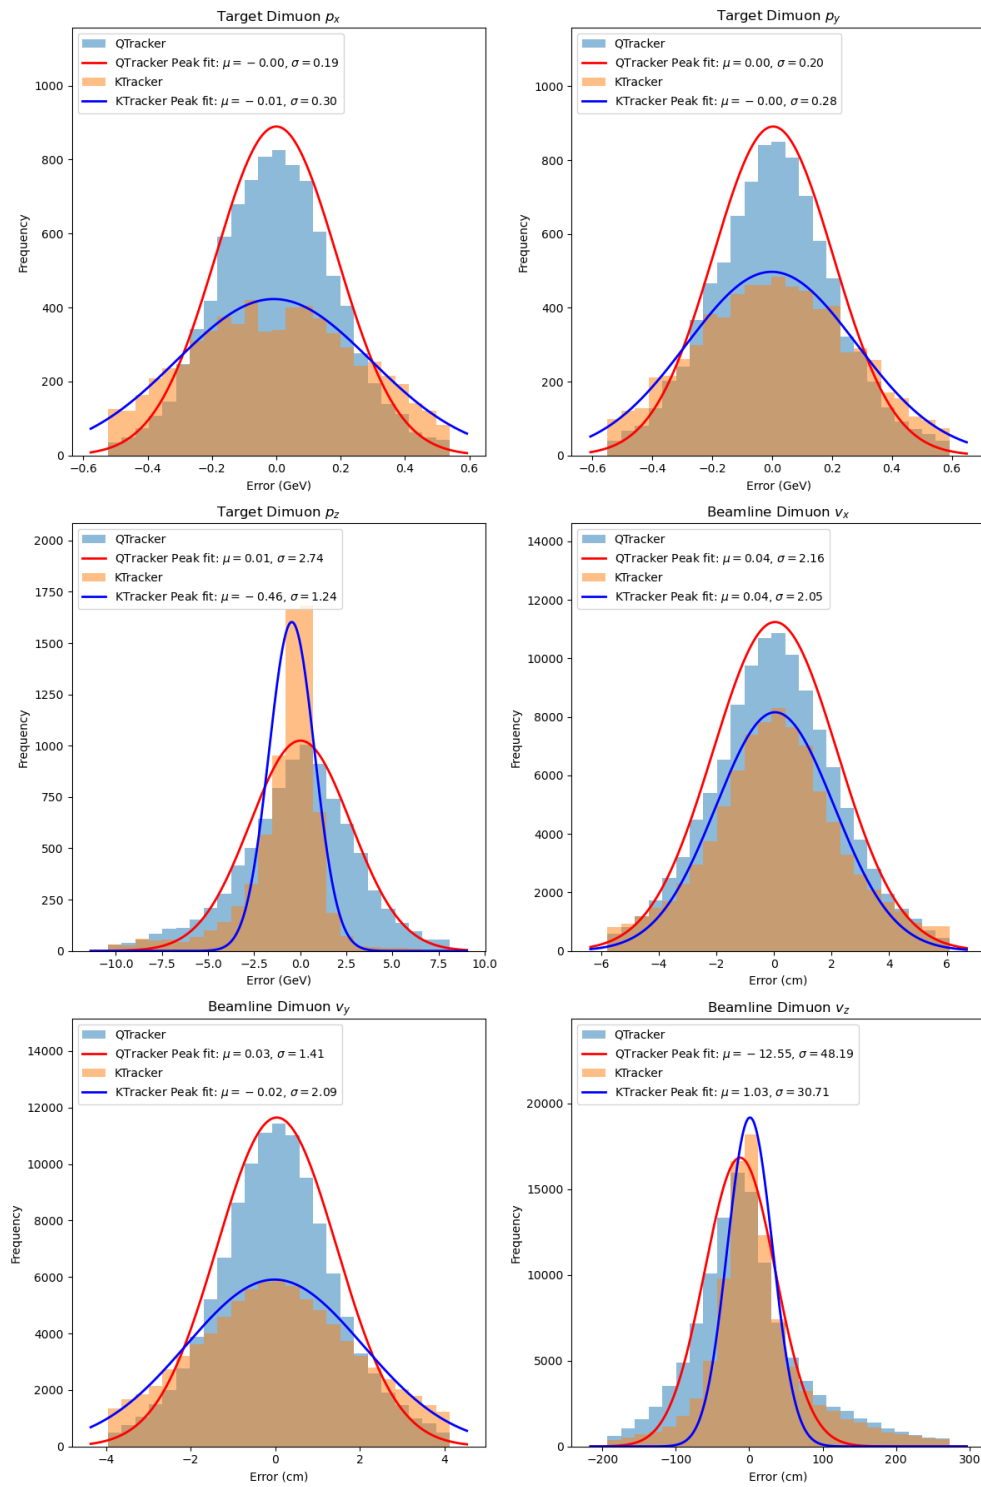 Target Dimuon pₓ
QTracker
QTracker Peak fit: μ = −0.00, σ = 0.19
KTracker
KTracker Peak fit: μ = −0.01, σ = 0.30
1000
800
600
400
200
0
Frequency
−0.6 −0.4 −0.2 0.0 0.2 0.4 0.6
Error (GeV)
Target Dimuon p_y
QTracker
QTracker Peak fit: μ = 0.00, σ = 0.20
KTracker
KTracker Peak fit: μ = −0.00, σ = 0.28
1000
800
600
400
200
0
Frequency
−0.6 −0.4 −0.2 0.0 0.2 0.4 0.6
Error (GeV)
Target Dimuon p_z
QTracker
QTracker Peak fit: μ = 0.01, σ = 2.74
KTracker
KTracker Peak fit: μ = −0.46, σ = 1.24
2000
1750
1500
1250
1000
750
500
250
0
Frequency
−10.0 −7.5 −5.0 −2.5 0.0 2.5 5.0 7.5 10.0
Error (GeV)
Beamline Dimuon vₓ
QTracker
QTracker Peak fit: μ = 0.04, σ = 2.16
KTracker
KTracker Peak fit: μ = 0.04, σ = 2.05
14000
12000
10000
8000
6000
4000
2000
0
Frequency
−6 −4 −2 0 2 4 6
Error (cm)
Beamline Dimuon v_y
QTracker
QTracker Peak fit: μ = 0.03, σ = 1.41
KTracker
KTracker Peak fit: μ = −0.02, σ = 2.09
14000
12000
10000
8000
6000
4000
2000
0
Frequency
−4 −2 0 2 4
Error (cm)
Beamline Dimuon v_z
QTracker
QTracker Peak fit: μ = −12.55, σ = 48.19
KTracker
KTracker Peak fit: μ = 1.03, σ = 30.71
20000
15000
10000
5000
0
Frequency
−200 −100 0 100 200 300
Error (cm)